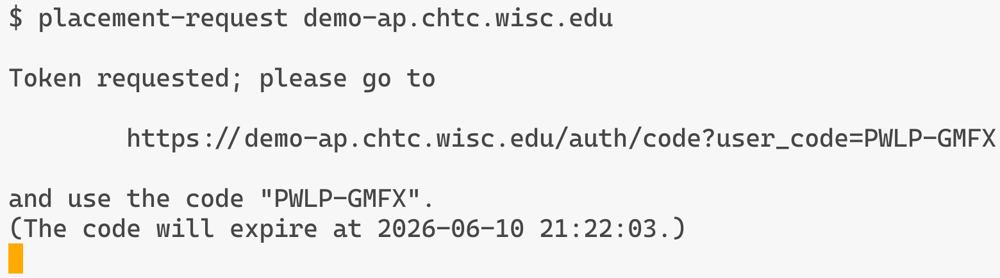 $ placement-request demo-ap.chtc.wisc.edu
Token requested; please go to
https://demo-ap.chtc.wisc.edu/auth/code?user_code=PWLP-GMFX
and use the code "PWLP-GMFX".
(The code will expire at 2026-06-10 21:22:03.)